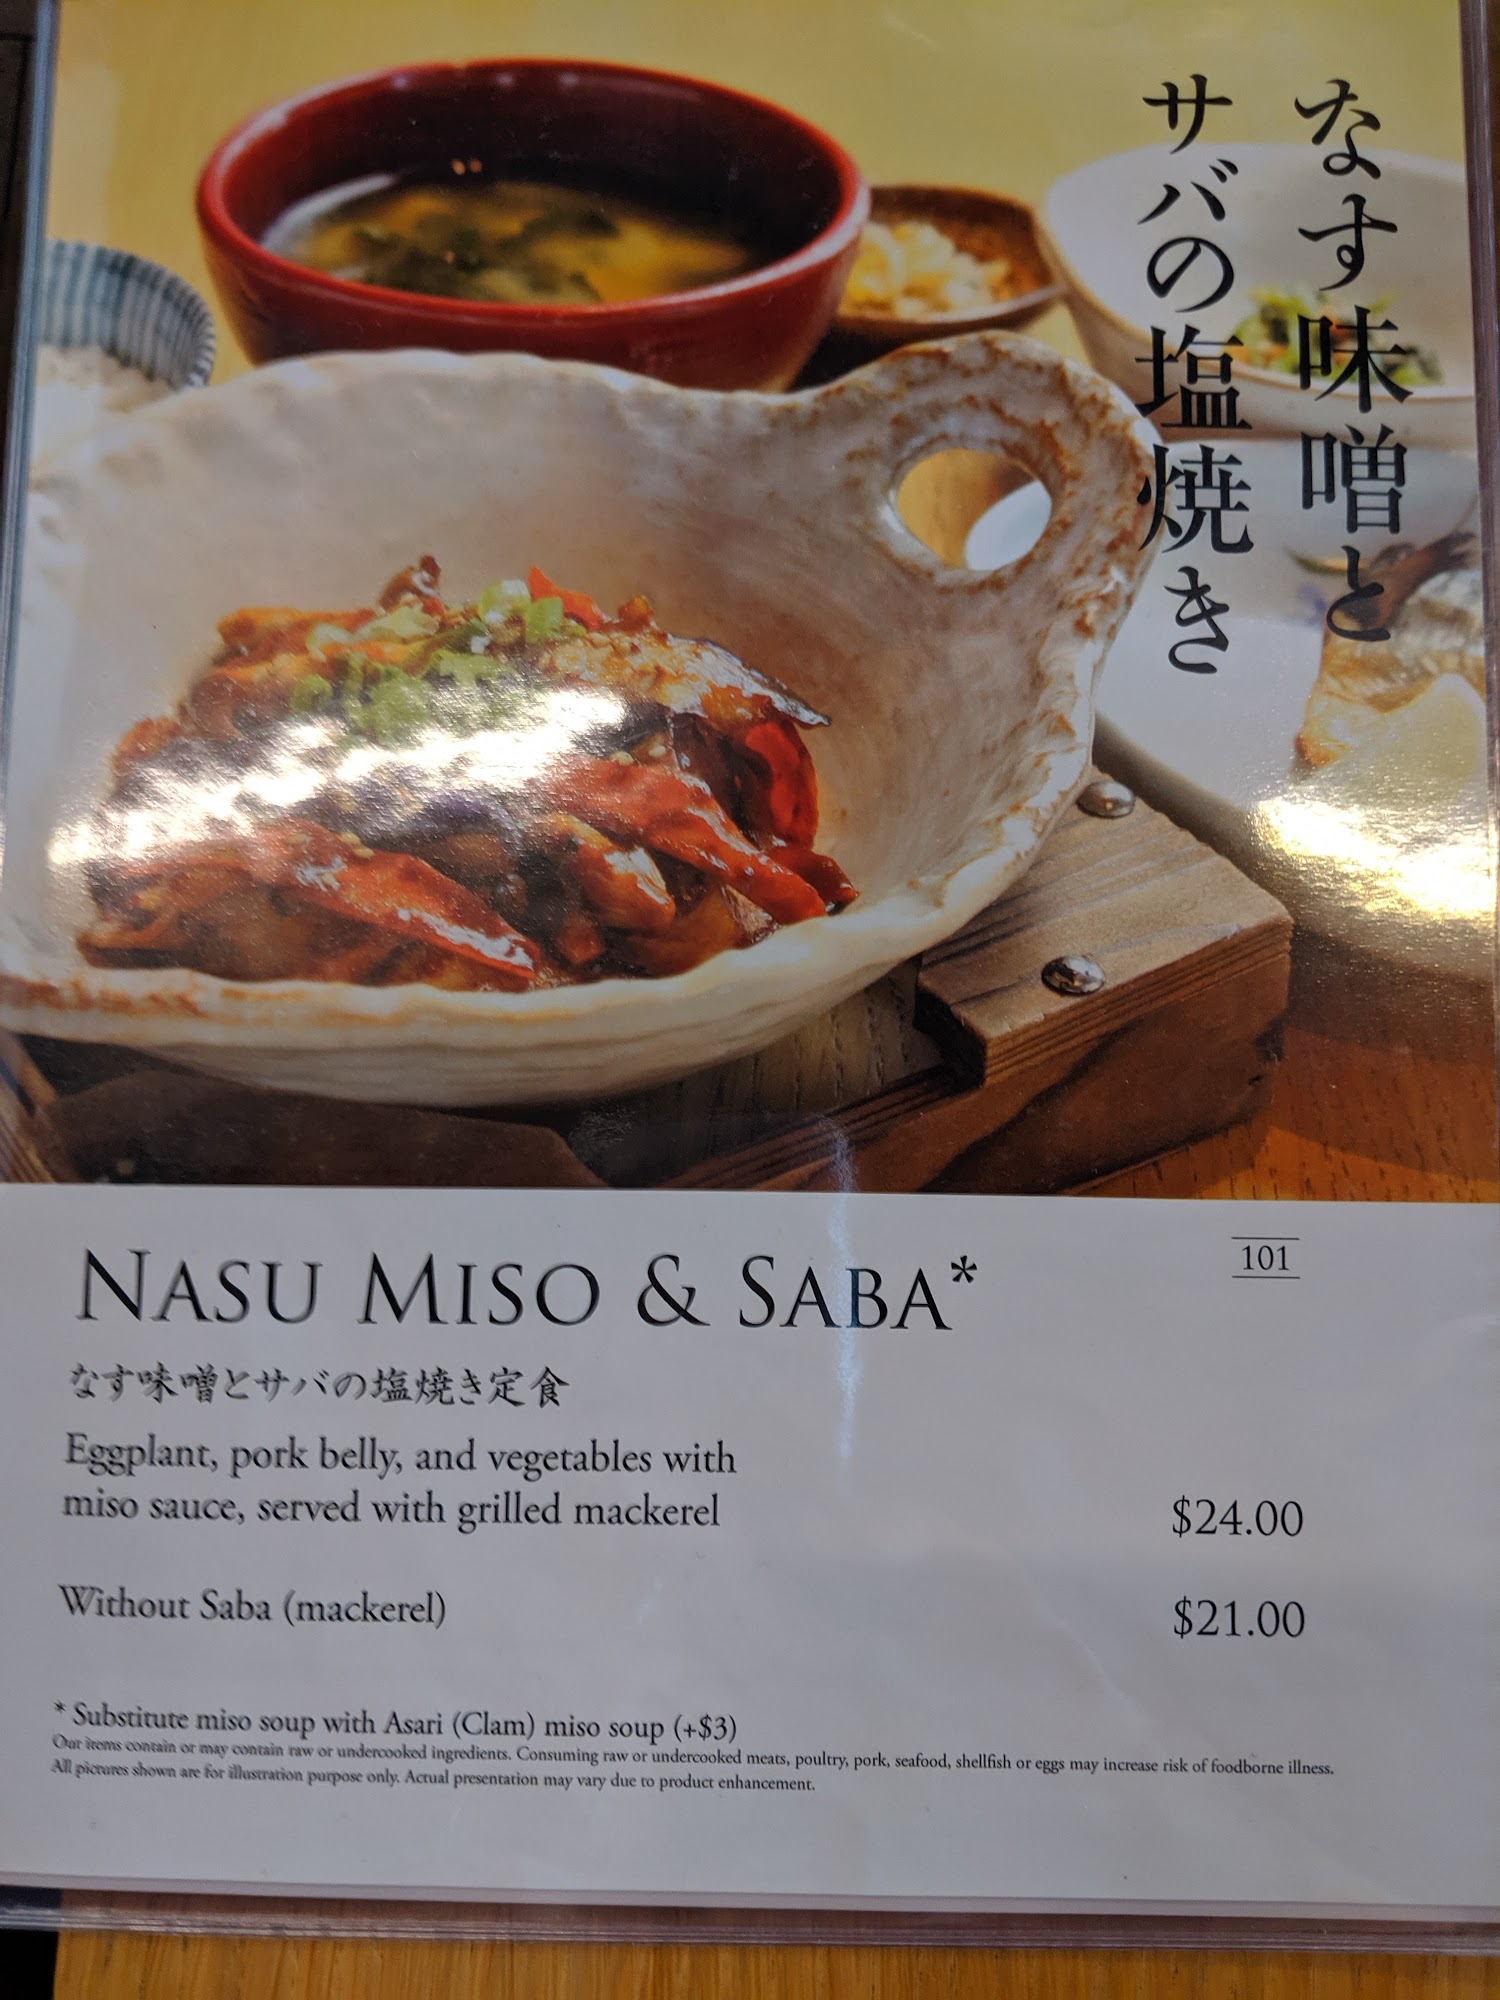 なす味噌と
サバの塩焼き
NASU MISO & SABA*
101
なす味噌とサバの塩焼き定食
Eggplant, pork belly, and vegetables with
miso sauce, served with grilled mackerel
$24.00
Without Saba (mackerel)
$21.00
* Substitute miso soup with Asari (Clam) miso soup (+$3)
Our items contain or may contain raw or undercooked ingredients. Consuming raw or undercooked meats, poultry, pork, seafood, shellfish or eggs may increase risk of foodborne illness.
All pictures shown are for illustration purpose only. Actual presentation may vary due to product enhancement.